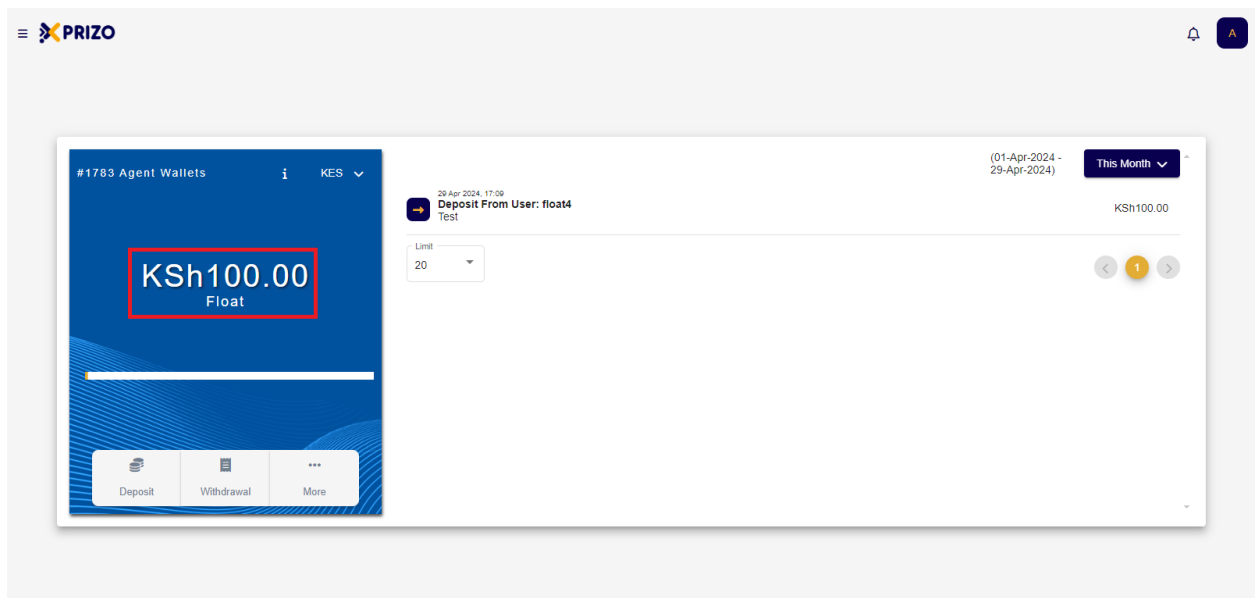 XPRIZO
A
#1783 Agent Wallets
i
KES
KSh100.00
Float
Deposit
Withdrawal
More
(01-Apr-2024 -
29-Apr-2024)
This Month
29 Apr 2024, 17:09
Deposit From User: float4
Test
KSh100.00
Limit
20
1